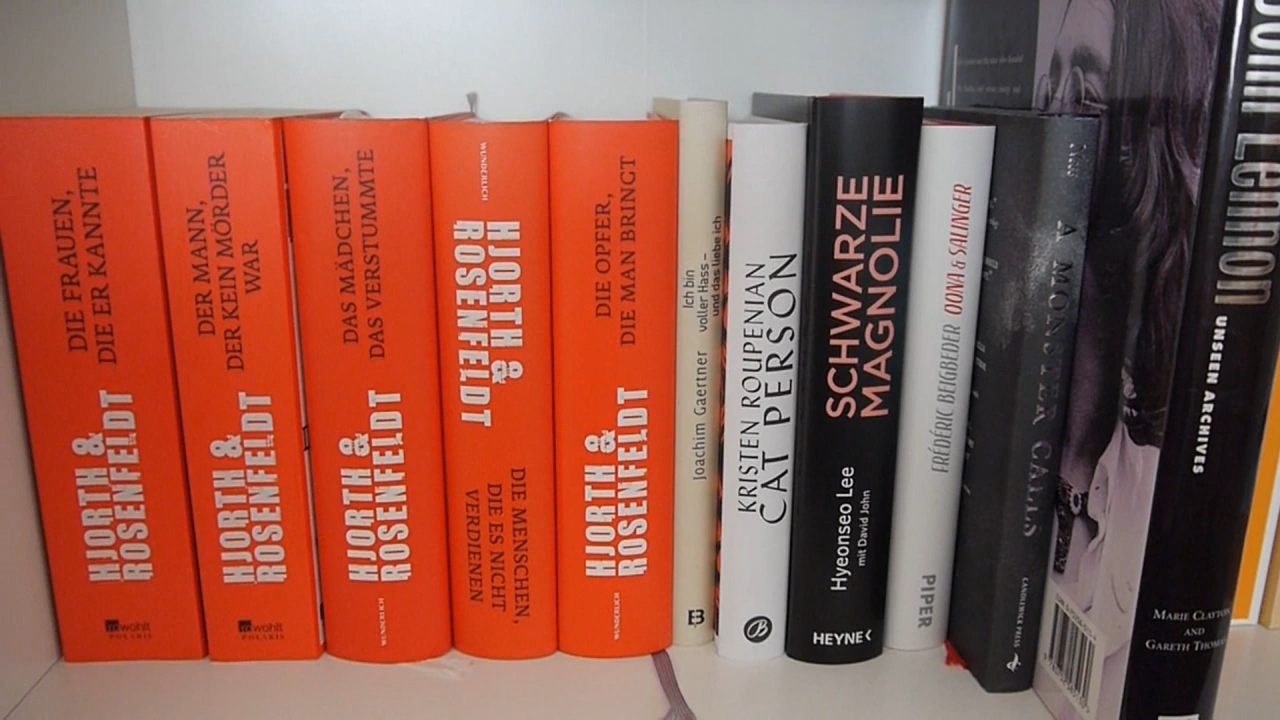 DIE FRAUEN,
DIE ER KANNTE
HJORTH &
ROSENFELDT
rowohlt
POLARIS
DER MANN,
DER KEIN MÖRDER
WAR
HJORTH &
ROSENFELDT
rowohlt
POLARIS
DAS MÄDCHEN,
DAS VERSTUMMTE
HJORTH &
ROSENFELDT
WUNDERLICH
WUNDERLICH
HJORTH &
ROSENFELDT
DIE MENSCHEN,
DIE ES NICHT
VERDIENEN
DIE OPFER,
DIE MAN BRINGT
HJORTH &
ROSENFELDT
WUNDERLICH
Joachim Gaertner
Ich bin
voller Hass –
und das liebe ich
KRISTEN ROUPENIAN
CAT PERSON
B
SCHWARZE
MAGNOLIE
Hyeonseo Lee
mit David John
HEYNE<
FRÉDÉRIC BEIGBEDER OONA & SALINGER
PIPER
A MONSTER CALLS
CANDLEWICK PRESS
John Lennon
UNSEEN ARCHIVES
MARIE CLAYTON
AND
GARETH THOMAS